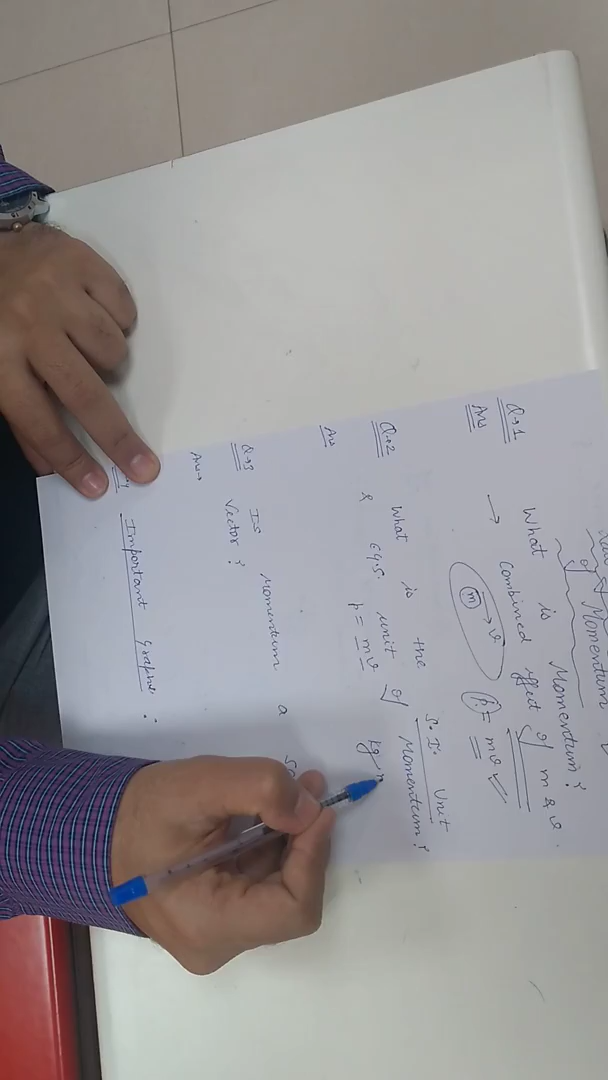 of Momentum
Q→1 What is Momentum?
Ans → Combined effect of m & v.
m → v p = mv ✓
Q→2 What is the S.I. Unit
& CGS unit of Momentum?
Ans p = mv kg
Q→3 Is Momentum a
Vector?
Ans→
Important Graphs :